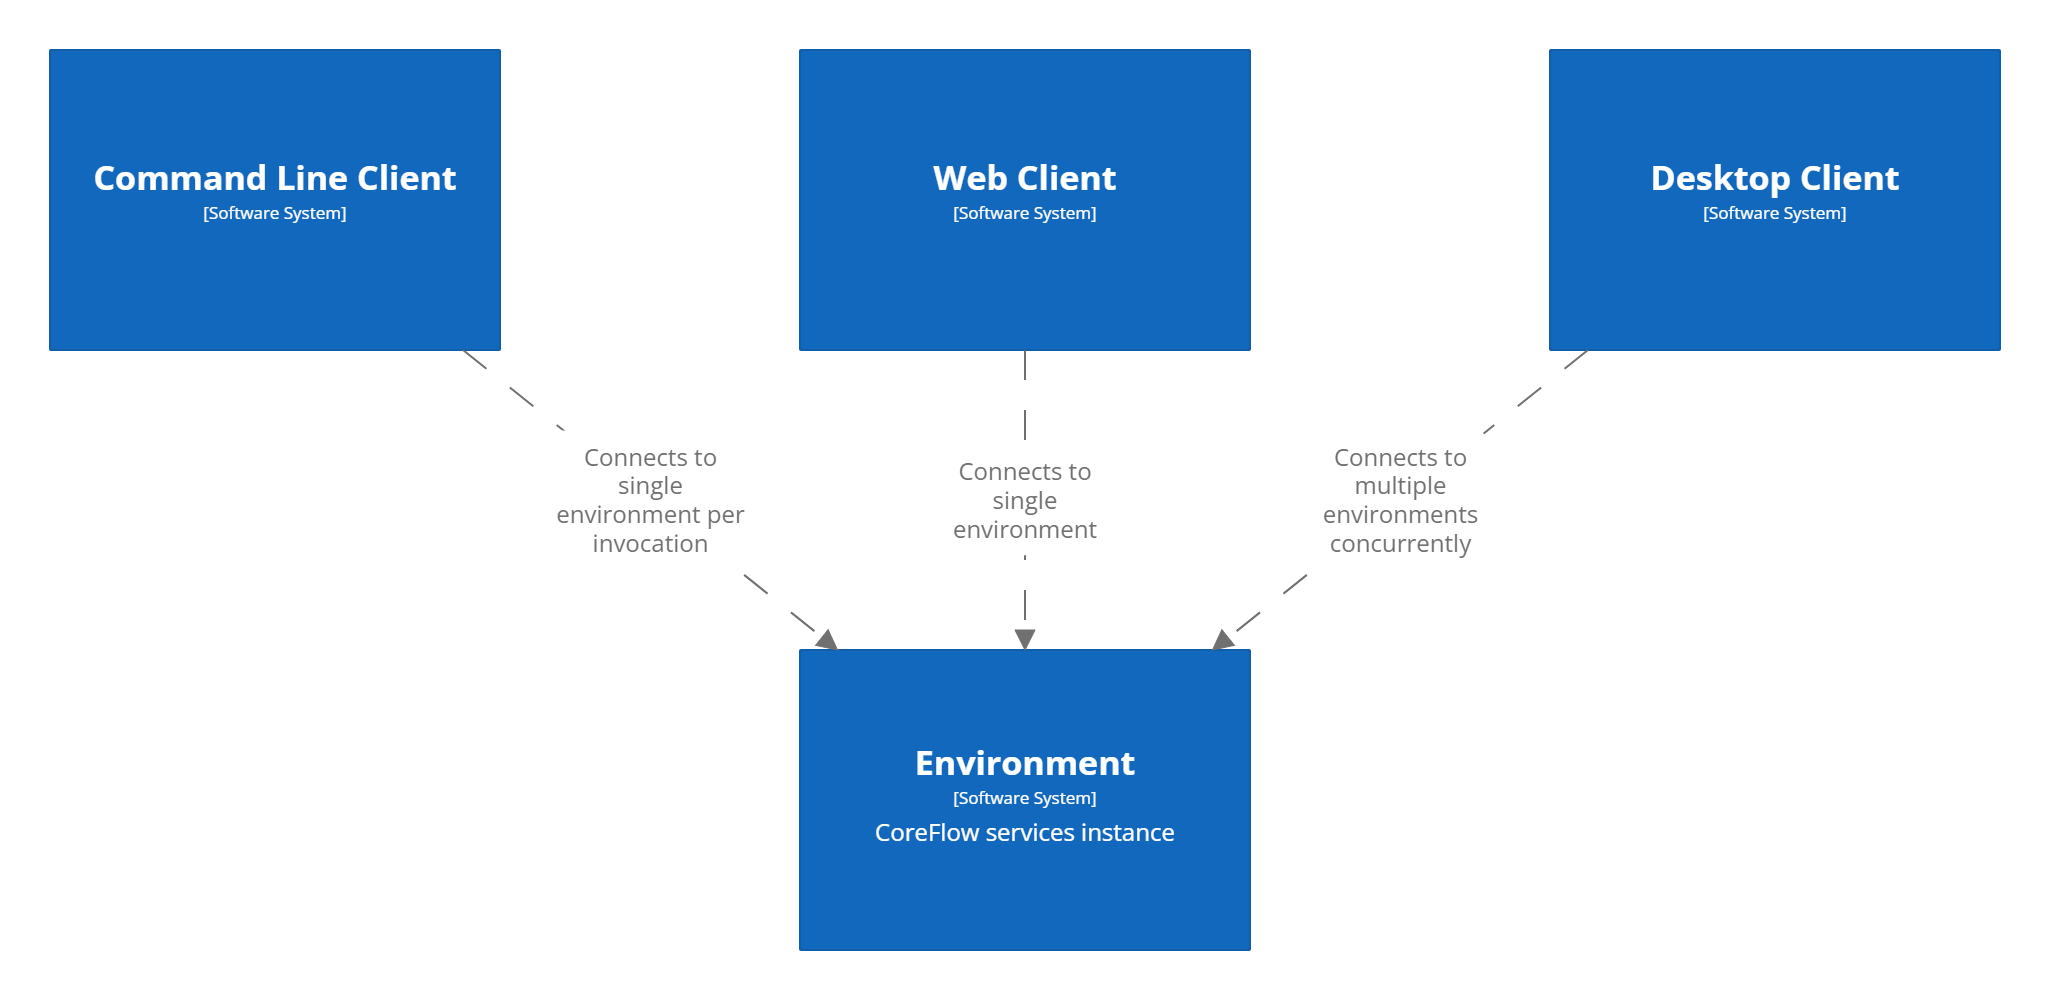 Command Line Client
[Software System]
Web Client
[Software System]
Desktop Client
[Software System]
Connects to
single
environment per
invocation
Connects to
single
environment
Connects to
multiple
environments
concurrently
Environment
[Software System]
CoreFlow services instance